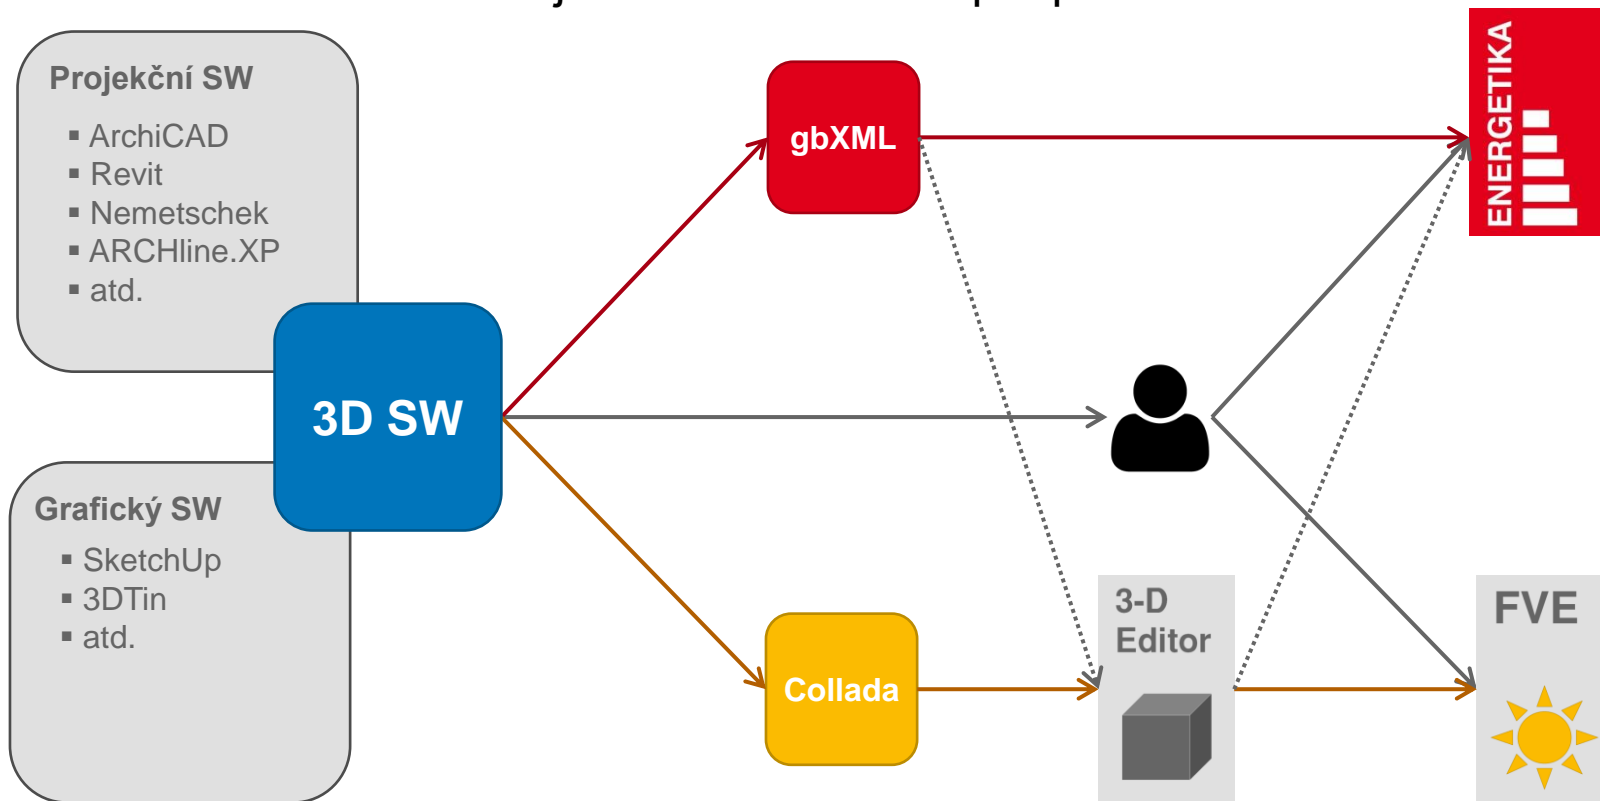 Projekční SW
▪ ArchiCAD
▪ Revit
▪ Nemetschek
▪ ARCHline.XP
▪ atd.
3D SW
Grafický SW
▪ SketchUp
▪ 3DTin
▪ atd.
gbXML
Collada
3-D
Editor
ENERGETIKA
FVE